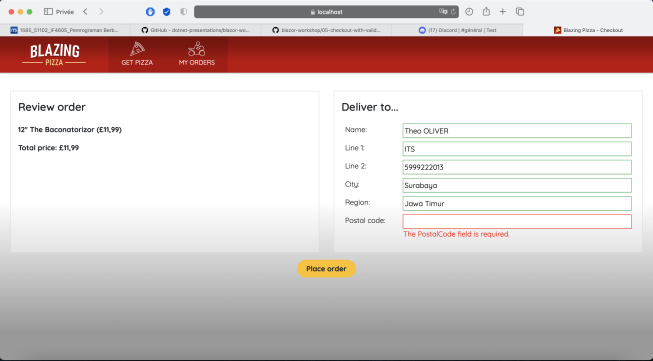 Privée
localhost
1585_S1102_IF4605_Pemrograman Berb...
GitHub - dotnet-presentations/blazor-wo...
blazor-workshop/05-checkout-with-valid...
(17) Discord | #général | Test
Blazing Pizza - Checkout
BLAZING
PIZZA
GET PIZZA
MY ORDERS
Review order
12" The Baconatorizor (£11,99)
Total price: £11,99
Deliver to...
Name:
Theo OLIVER
Line 1:
ITS
Line 2:
5999222013
City:
Surabaya
Region:
Jawa Timur
Postal code:
The PostalCode field is required.
Place order